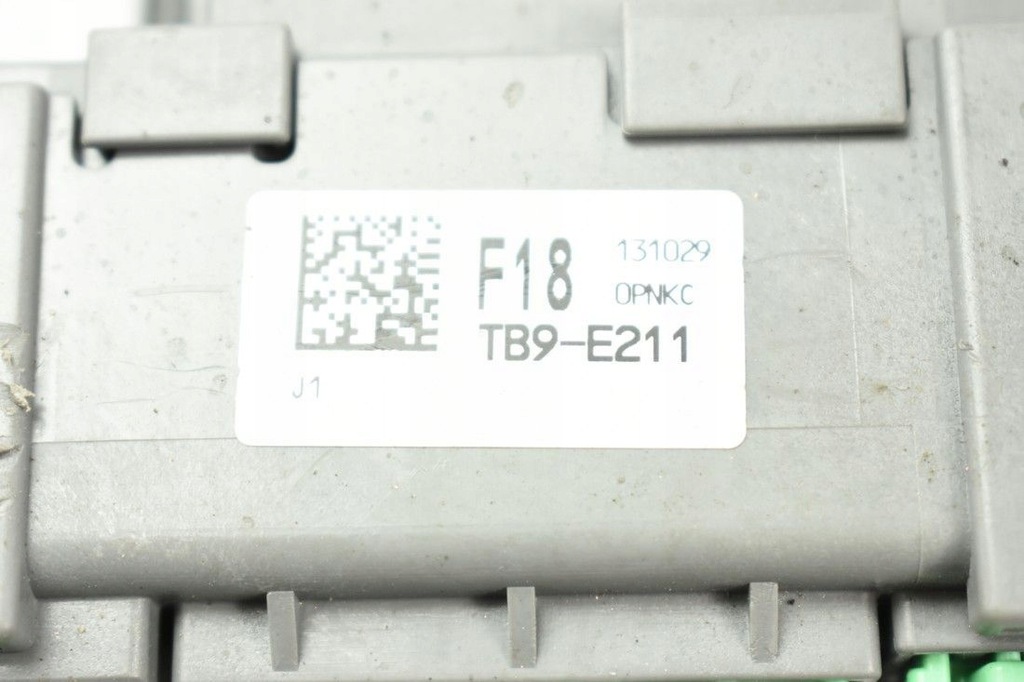 F18 131029
OPNKC
TB9-E211
J1